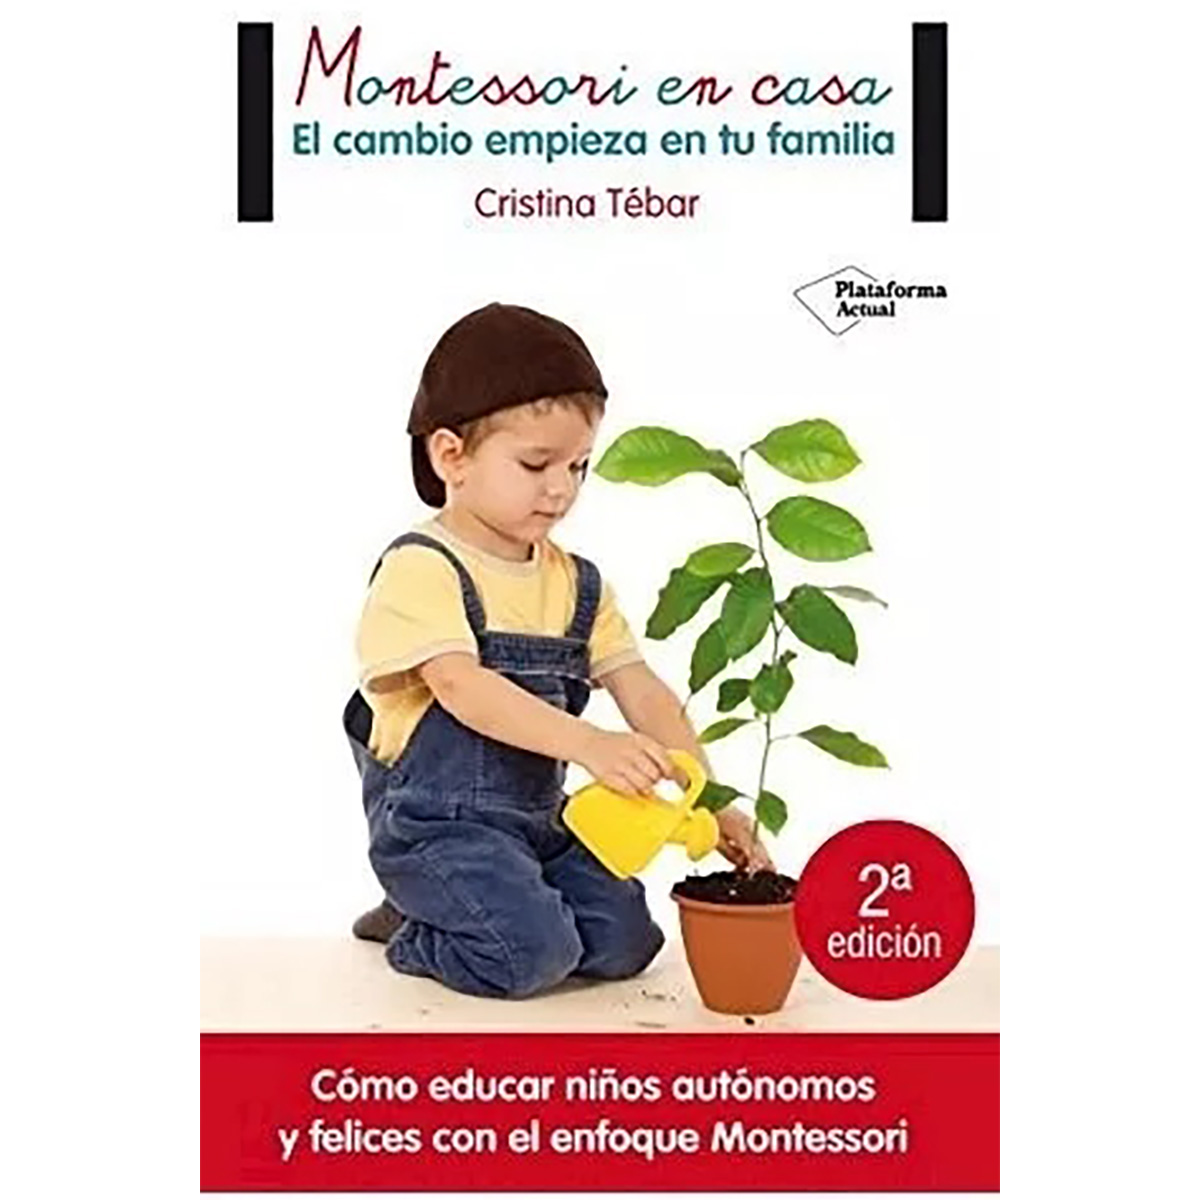 Montessori en casa
El cambio empieza en tu familia
Cristina Tébar
Plataforma
Actual
2ª
edición
Cómo educar niños autónomos
y felices con el enfoque Montessori